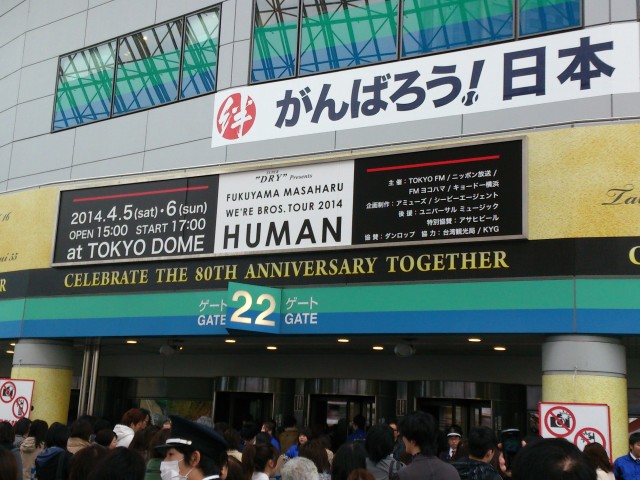 絆 がんばろう!日本
SUPER "DRY" Presents
FUKUYAMA MASAHARU
WE'RE BROS. TOUR 2014
HUMAN
2014.4.5(sat)・6(sun)
OPEN 15:00 START 17:00
at TOKYO DOME
主催:TOKYO FM / ニッポン放送 /
FM ヨコハマ / キョードー横浜
企画制作:アミューズ / シーピーエージェント
後援:ユニバーサル ミュージック
特別協賛:アサヒビール
協賛:ダンロップ 協力:台湾観光局 / KYG
CELEBRATE THE 80TH ANNIVERSARY TOGETHER
ゲート 22 ゲート
GATE GATE